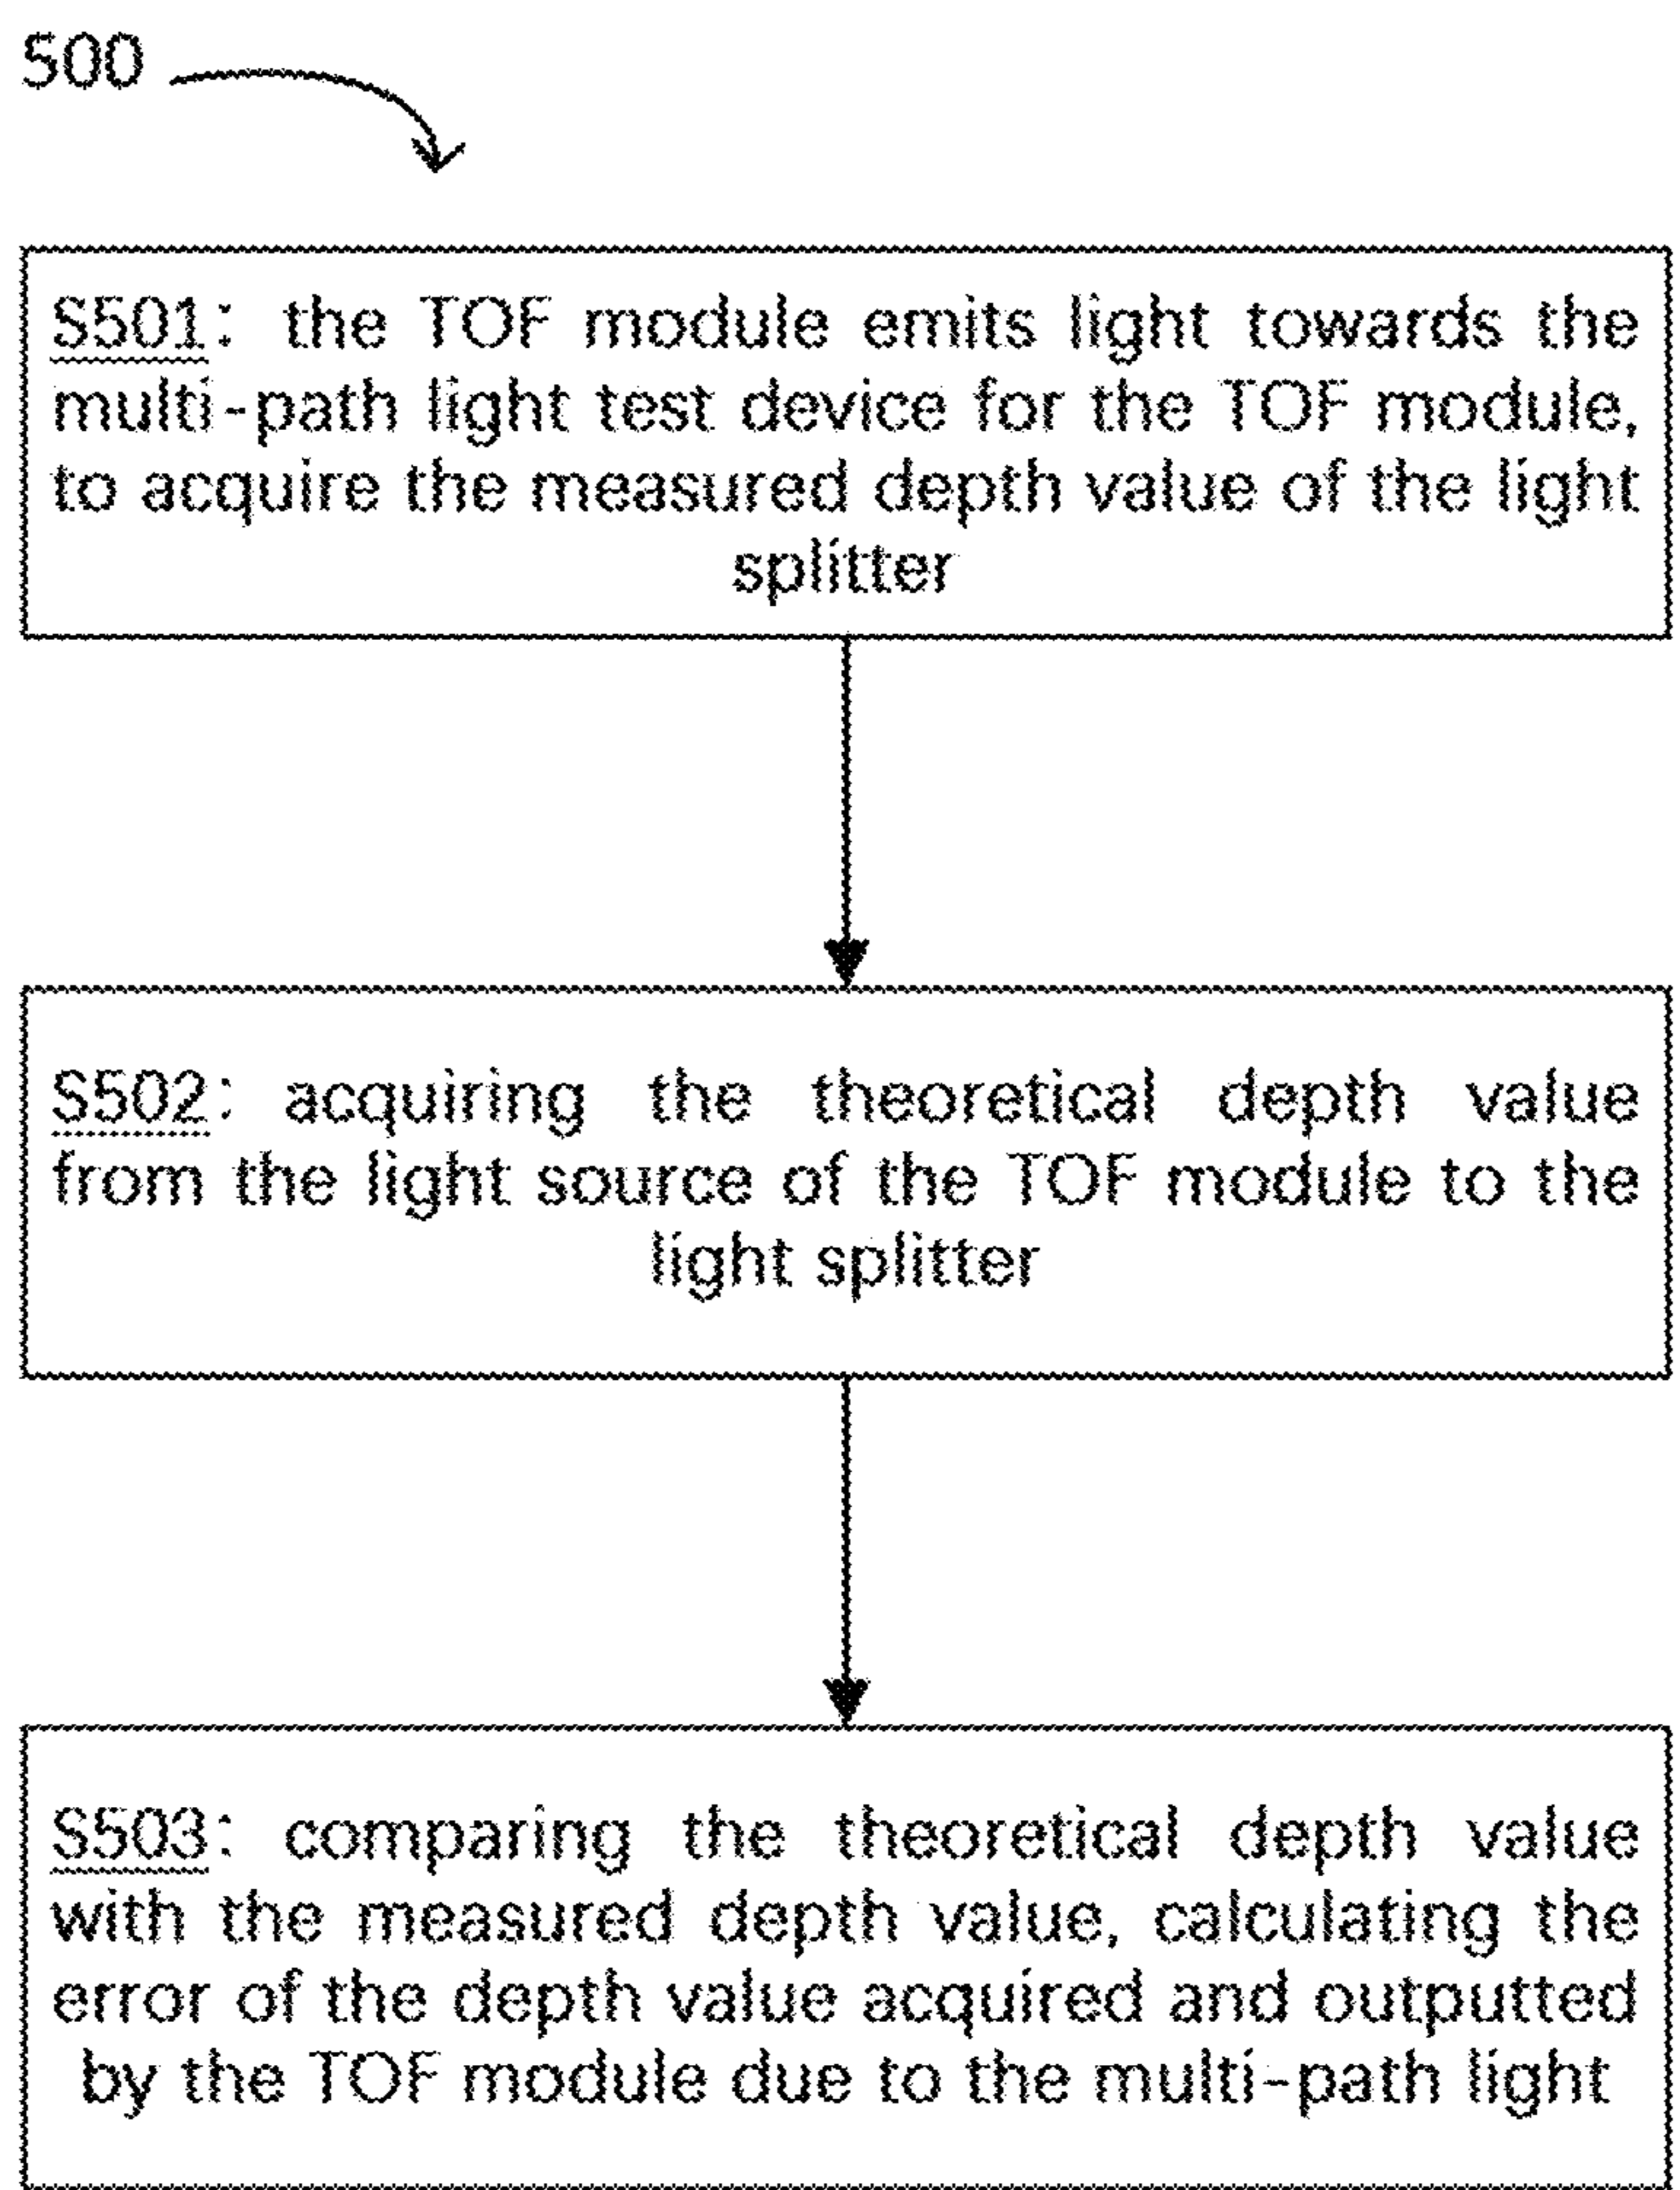 500
S501: the TOF module emits light towards the
multi-path light test device for the TOF module,
to acquire the measured depth value of the light
splitter
S502: acquiring the theoretical depth value
from the light source of the TOF module to the
light splitter
S503: comparing the theoretical depth value
with the measured depth value, calculating the
error of the depth value acquired and outputted
by the TOF module due to the multi-path light